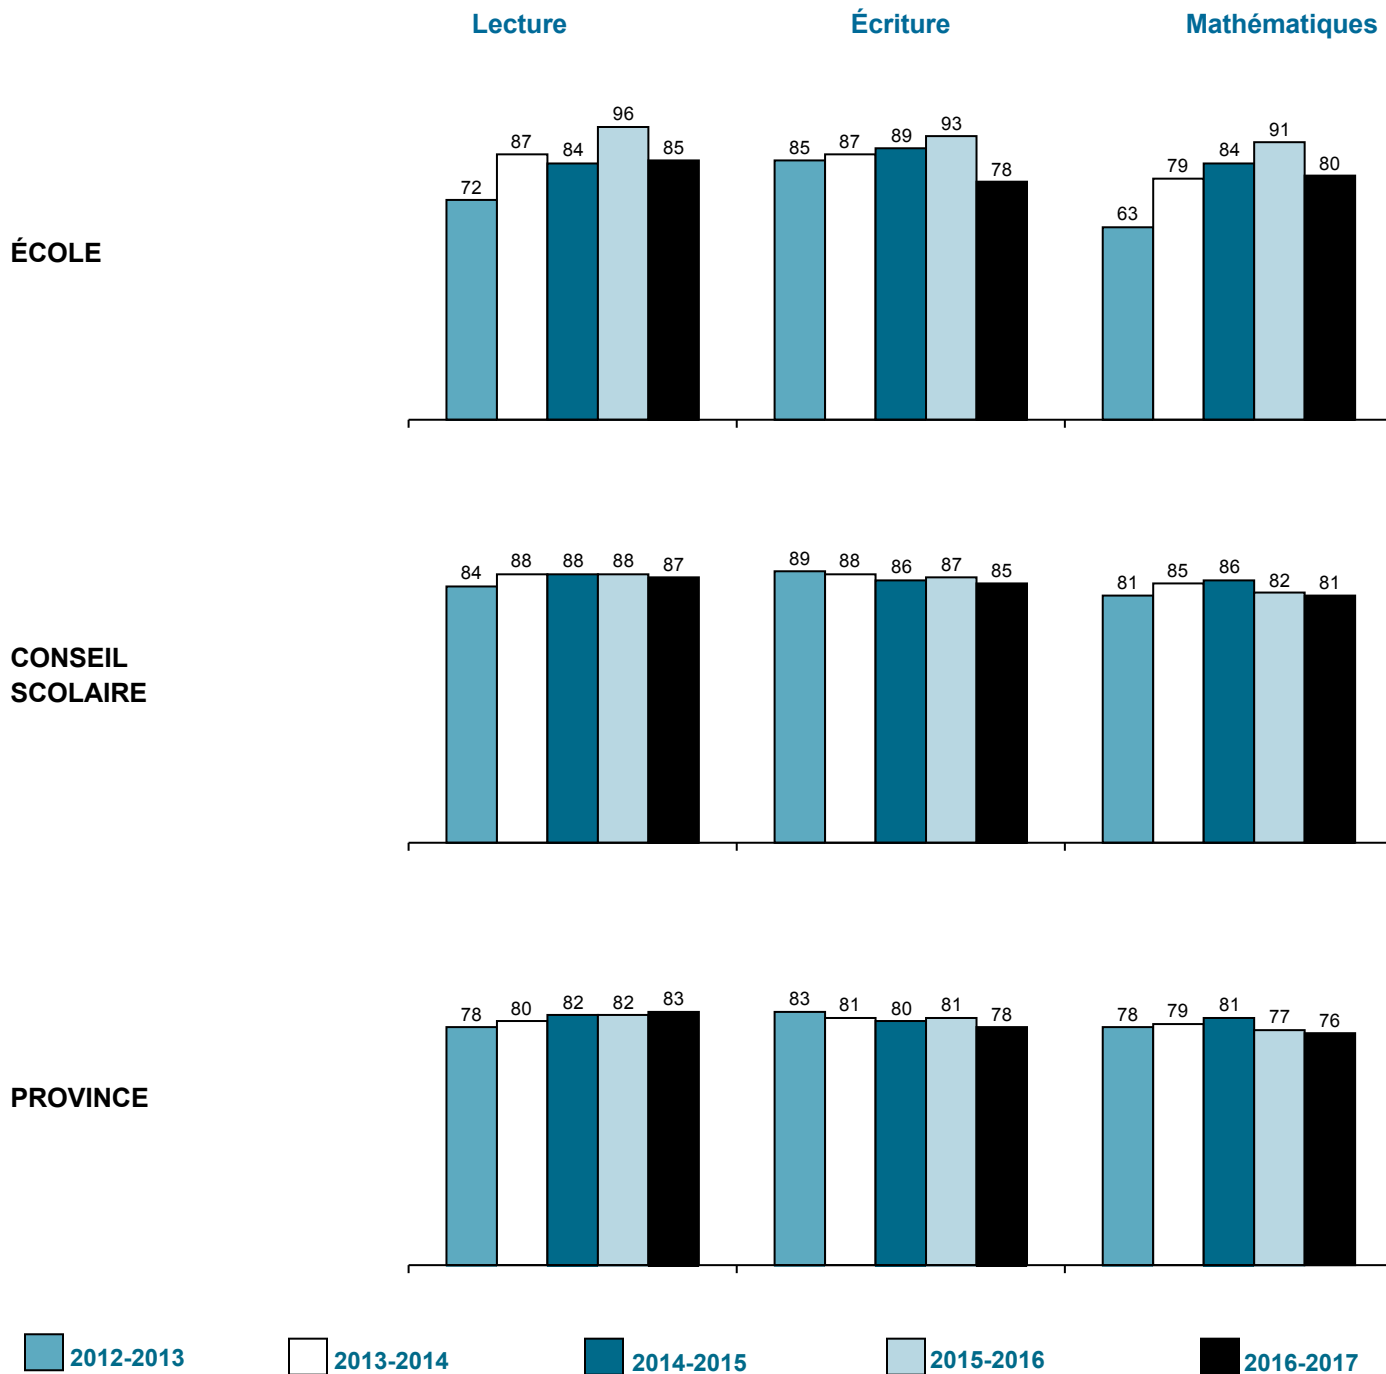 Lecture Écriture Mathématiques
72 87 84 96 85 85 87 89 93 78 63 79 84 91 80
ÉCOLE
84 88 88 88 87 89 88 86 87 85 81 85 86 82 81
CONSEIL
SCOLAIRE
78 80 82 82 83 83 81 80 81 78 78 79 81 77 76
PROVINCE
2012-2013 2013-2014 2014-2015 2015-2016 2016-2017